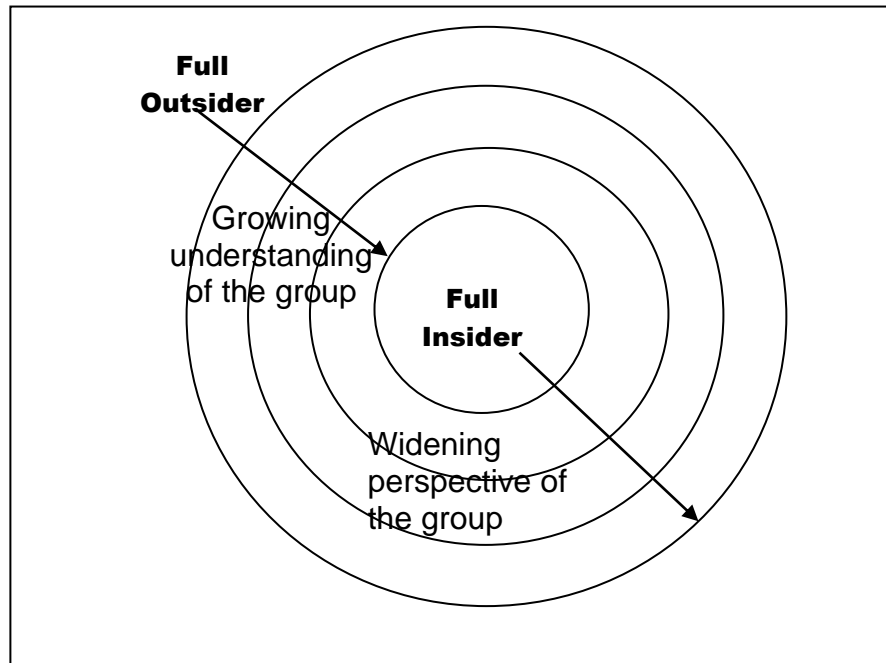 Full
Outsider
Growing
understanding
of the group
Full
Insider
Widening
perspective of
the group